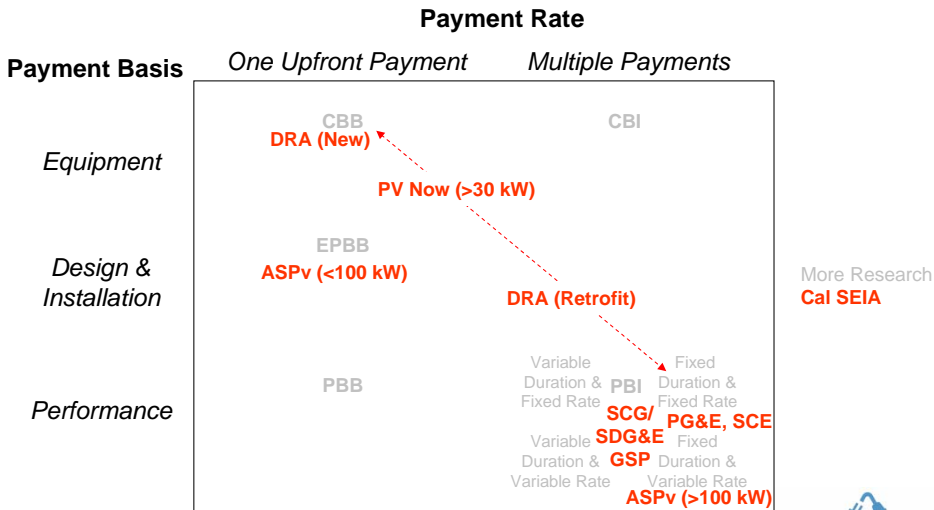 Payment Rate
Payment Basis
One Upfront Payment
Multiple Payments
CBB
CBI
DRA (New)
Equipment
PV Now (>30 kW)
EPBB
ASPv (<100 kW)
Design &
Installation
DRA (Retrofit)
More Research
Cal SEIA
Performance
PBB
Variable
Duration &
Fixed Rate
PBI
Fixed
Duration &
Fixed Rate
SCG/
SDG&E
GSP
PG&E, SCE
Variable
Duration &
Variable Rate
Fixed
Duration &
Variable Rate
ASPv (>100 kW)